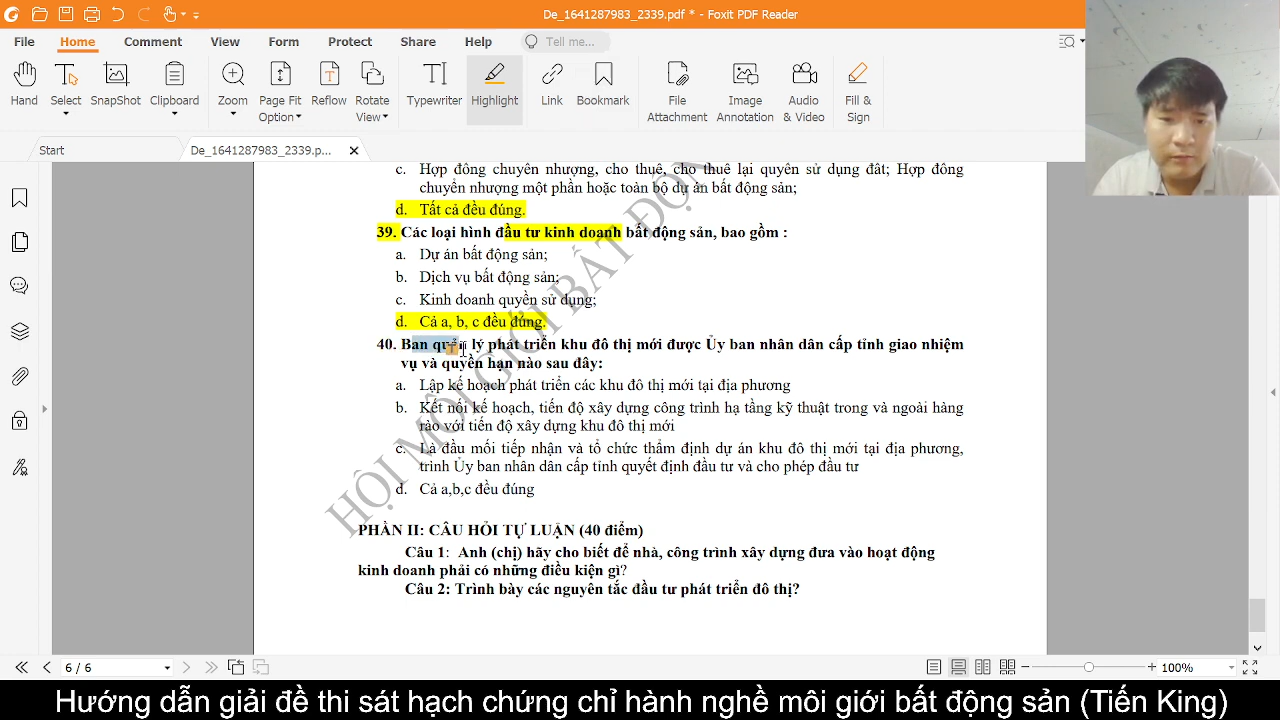 De_1641287983_2339.pdf * - Foxit PDF Reader
File Home Comment View Form Protect Share Help Tell me...
Hand Select SnapShot Clipboard Zoom Page Fit Option Reflow Rotate View Typewriter Highlight Link Bookmark File Attachment Image Annotation Audio & Video Fill & Sign
Start De_1641287983_2339.p...
c. Hợp đồng chuyển nhượng, cho thuê, cho thuê lại quyền sử dụng đất; Hợp đồng
chuyển nhượng một phần hoặc toàn bộ dự án bất động sản;
d. Tất cả đều đúng.
39. Các loại hình đầu tư kinh doanh bất động sản, bao gồm :
a. Dự án bất động sản;
b. Dịch vụ bất động sản;
c. Kinh doanh quyền sử dụng;
d. Cả a, b, c đều đúng.
40. Ban quản lý phát triển khu đô thị mới được Ủy ban nhân dân cấp tỉnh giao nhiệm
vụ và quyền hạn nào sau đây:
a. Lập kế hoạch phát triển các khu đô thị mới tại địa phương
b. Kết nối kế hoạch, tiến độ xây dựng công trình hạ tầng kỹ thuật trong và ngoài hàng
rào với tiến độ xây dựng khu đô thị mới
c. Là đầu mối tiếp nhận và tổ chức thẩm định dự án khu đô thị mới tại địa phương,
trình Ủy ban nhân dân cấp tỉnh quyết định đầu tư và cho phép đầu tư
d. Cả a,b,c đều đúng
HỘI MÔI GIỚI BẤT ĐỘN
PHẦN II: CÂU HỎI TỰ LUẬN (40 điểm)
Câu 1: Anh (chị) hãy cho biết để nhà, công trình xây dựng đưa vào hoạt động
kinh doanh phải có những điều kiện gì?
Câu 2: Trình bày các nguyên tắc đầu tư phát triển đô thị?
6 / 6 100%
Hướng dẫn giải đề thi sát hạch chứng chỉ hành nghề môi giới bất động sản (Tiến King)